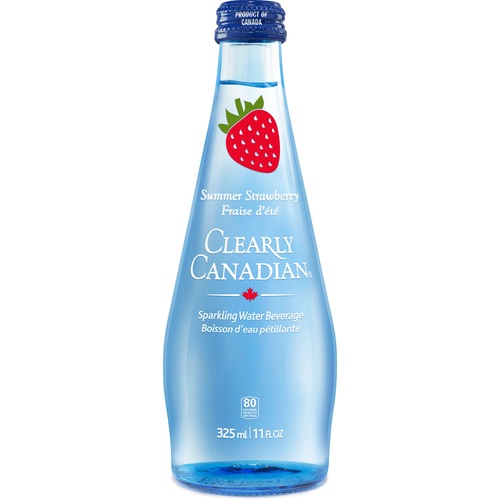 PRODUCT OF
CANADA
Summer Strawberry
Fraise d'été
CLEARLY
CANADIAN®
Sparkling Water Beverage
Boisson d'eau pétillante
80
325 ml | 11 FL OZ